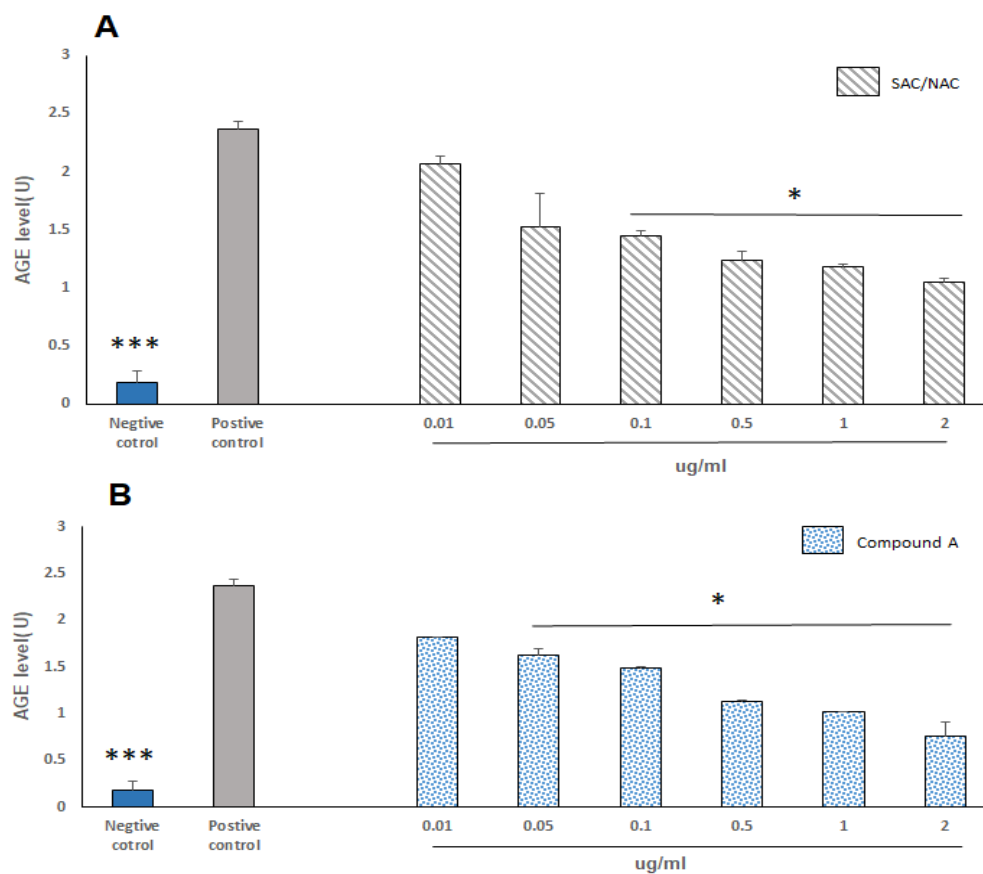 A
3
2.5
2
1.5
1
0.5
0
AGE level(U)
SAC/NAC
*
***
Negtive
cotrol
Postive
control
0.01
0.05
0.1
0.5
1
2
ug/ml
B
3
2.5
2
1.5
1
0.5
0
AGE level(U)
Compound A
*
***
Negtive
cotrol
Postive
control
0.01
0.05
0.1
0.5
1
2
ug/ml